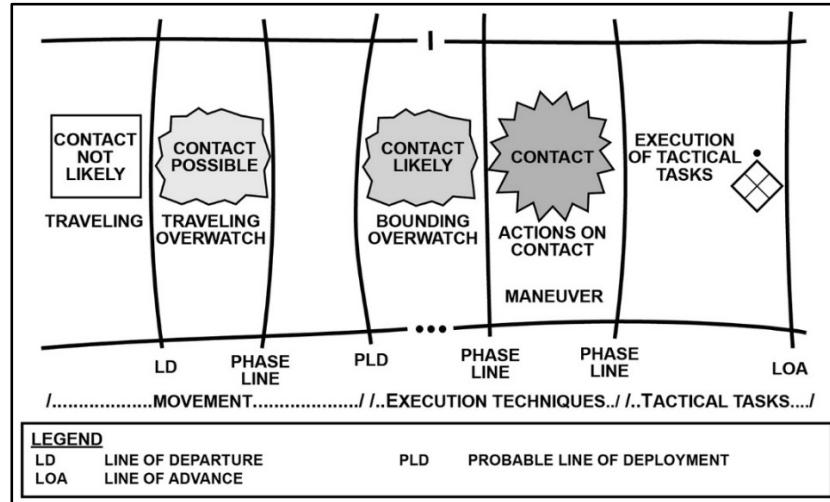 CONTACT
NOT
LIKELY
TRAVELING
CONTACT
POSSIBLE
TRAVELING
OVERWATCH
CONTACT
LIKELY
BOUNDING
OVERWATCH
CONTACT
ACTIONS ON
CONTACT
MANEUVER
EXECUTION
OF TACTICAL
TASKS
LD
PHASE
LINE
PLD
PHASE
LINE
PHASE
LINE
LOA
/...................MOVEMENT....................../ /..EXECUTION TECHNIQUES../ /..TACTICAL TASKS..../
LEGEND
LD LINE OF DEPARTURE PLD PROBABLE LINE OF DEPLOYMENT
LOA LINE OF ADVANCE